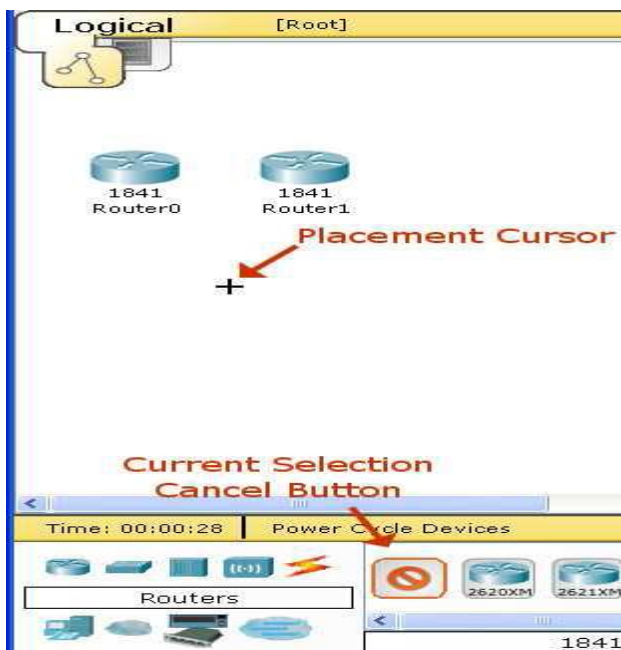 Logical [Root]
1841 1841
Router0 Router1
Placement Cursor
Current Selection
Cancel Button
Time: 00:00:28 Power Cycle Devices
Routers
2620XM 2621XM
1841